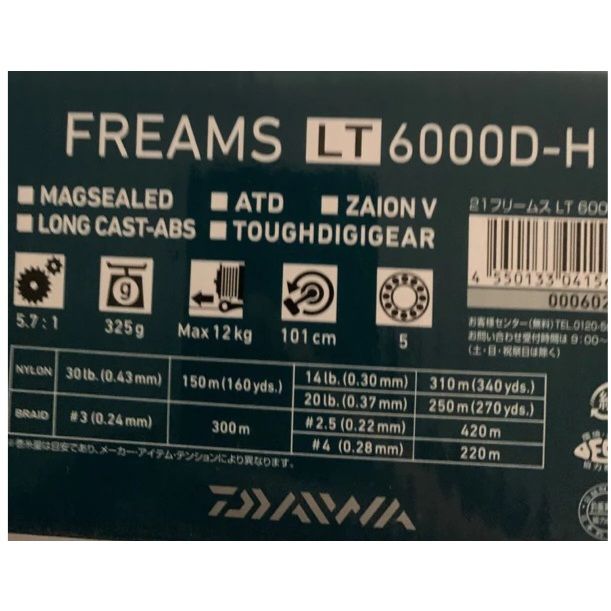 FREAMS LT 6000D-H
■ MAGSEALED ■ ATD ■ ZAION V
■ LONG CAST-ABS ■ TOUGHDIGIGEAR
21フリームス LT 600
4 550133 0415
000602
お客様センター(無料)TEL.0120-
お問い合わせ受付時間は 9:00~
(土・日・祝祭日は除く)
g
5.7:1 325g Max 12kg 101cm 5
NYLON 30lb.(0.43mm) 150m(160yds.) 14lb.(0.30mm) 310m(340yds.)
20lb.(0.37mm) 250m(270yds.)
BRAID #3 (0.24mm) 300m #2.5 (0.22mm) 420m
#4 (0.28mm) 220m
※巻糸量は目安であり、メーカー・アイテム・テンションにより異なります。
DAIWA